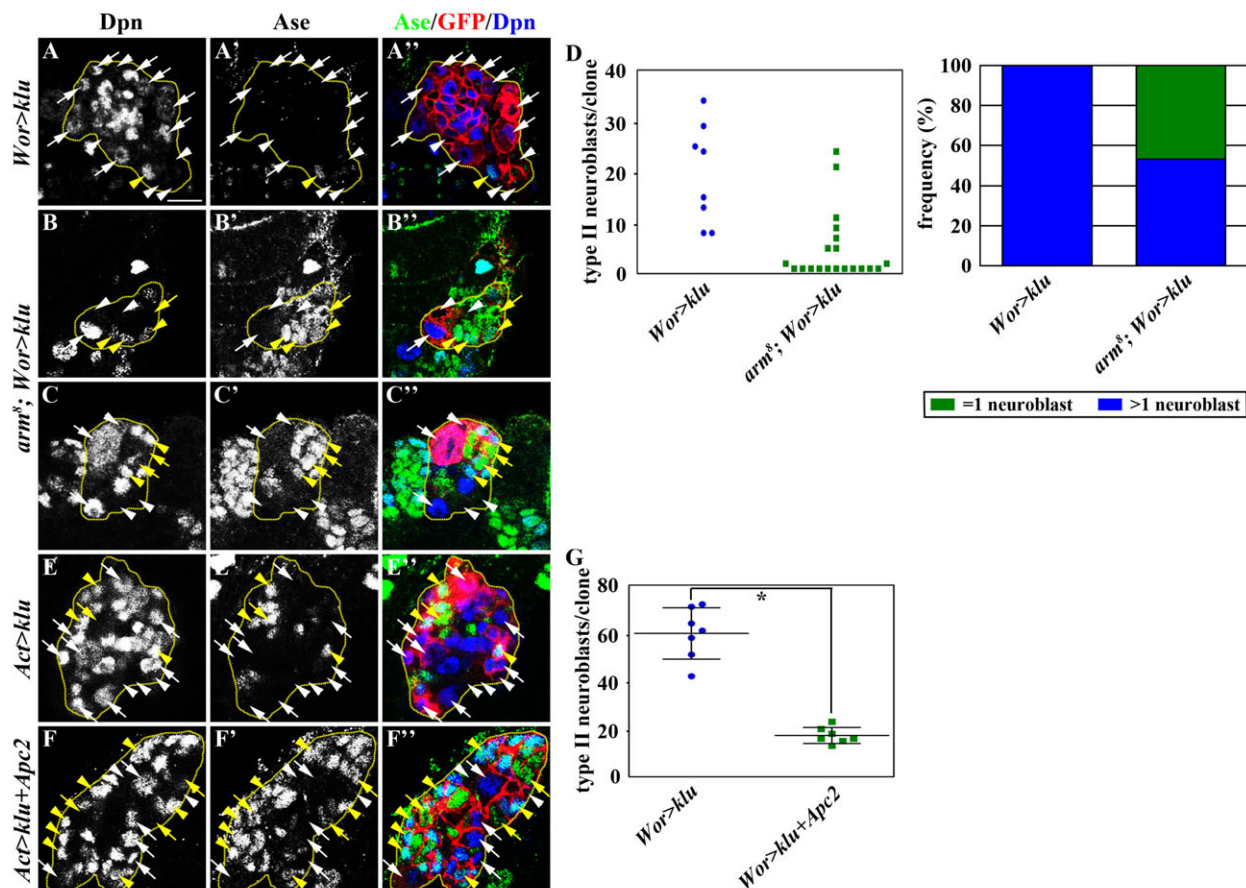 Dpn Ase Ase/GFP/Dpn
Wor>klu
A A’ A’’
arm⁸; Wor>klu
B B’ B’’
C C’ C’’
Act>klu
E E’ E’’
Act>klu+Apc2
F F’ F’’
D
type II neuroblasts/clone
40
30
20
10
0
Wor>klu
arm⁸; Wor>klu
frequency (%)
100
80
60
40
20
0
Wor>klu
arm⁸; Wor>klu
=1 neuroblast >1 neuroblast
G
type II neuroblasts/clone
80
60
40
20
0
*
Wor>klu
Wor>klu+Apc2